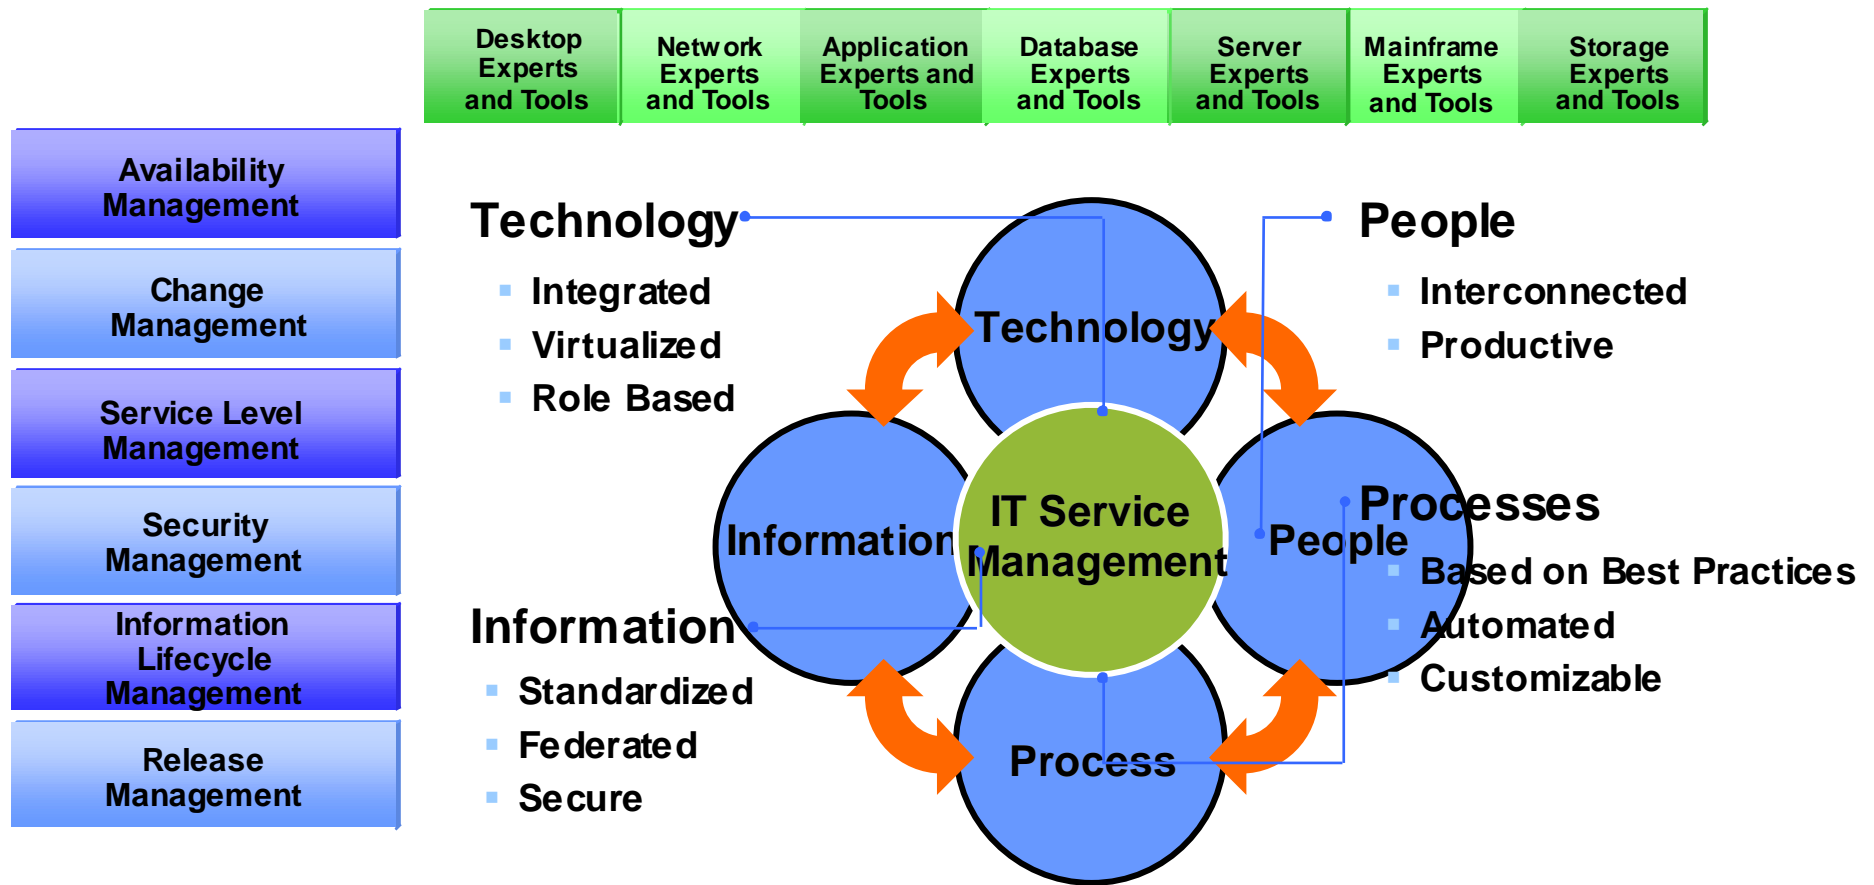 Desktop
Experts
and Tools
Network
Experts
and Tools
Application
Experts and
Tools
Database
Experts
and Tools
Server
Experts
and Tools
Mainframe
Experts
and Tools
Storage
Experts
and Tools
Availability
Management
Change
Management
Service Level
Management
Security
Management
Information
Lifecycle
Management
Release
Management
Technology
Integrated
Virtualized
Role Based
Information
Standardized
Federated
Secure
Technology
Information
IT Service
Management
People
Process
People
Interconnected
Productive
Processes
Based on Best Practices
Automated
Customizable